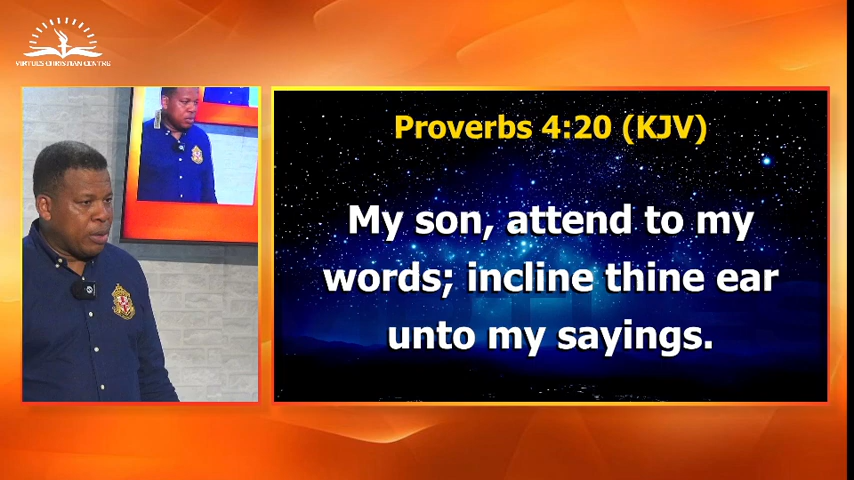 VIRTUES CHRISTIAN CENTRE
Proverbs 4:20 (KJV)
My son, attend to my
words; incline thine ear
unto my sayings.